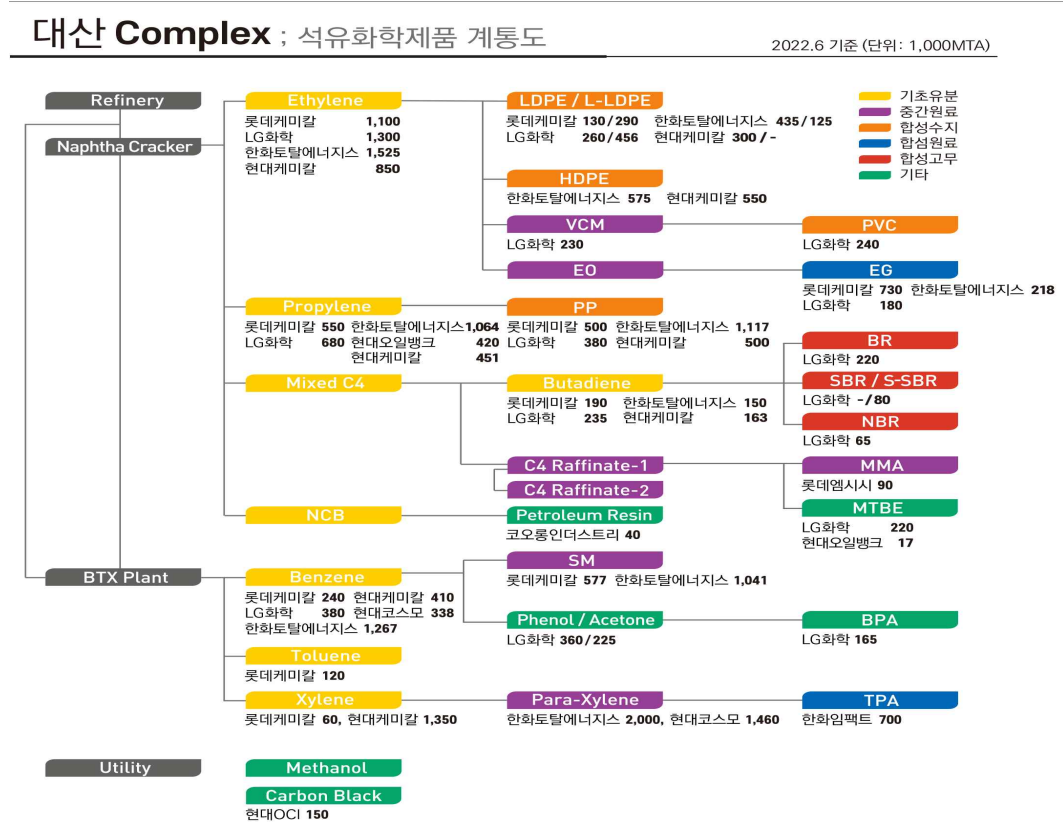 대산 Complex ; 석유화학제품 계통도
2022.6 기준 (단위: 1,000MTA)
Refinery
Naphtha Cracker
Ethylene
롯데케미칼 1,100
LG화학 1,300
한화토탈에너지스 1,525
현대케미칼 850
LDPE / L-LDPE
롯데케미칼 130/290 한화토탈에너지스 435/125
LG화학 260/456 현대케미칼 300/-
기초유분
중간원료
합성수지
합섬원료
합성고무
기타
HDPE
한화토탈에너지스 575 현대케미칼 550
VCM
LG화학 230
PVC
LG화학 240
EO
EG
롯데케미칼 730 한화토탈에너지스 218
LG화학 180
Propylene
롯데케미칼 550 한화토탈에너지스1,064
LG화학 680 현대오일뱅크 420
현대케미칼 451
PP
롯데케미칼 500 한화토탈에너지스 1,117
LG화학 380 현대케미칼 500
BR
LG화학 220
Mixed C4
Butadiene
롯데케미칼 190 한화토탈에너지스 150
LG화학 235 현대케미칼 163
SBR / S-SBR
LG화학 -/80
NBR
LG화학 65
C4 Raffinate-1
C4 Raffinate-2
MMA
롯데엠시시 90
MTBE
LG화학 220
현대오일뱅크 17
NCB
Petroleum Resin
코오롱인더스트리 40
BTX Plant
Benzene
롯데케미칼 240 현대케미칼 410
LG화학 380 현대코스모 338
한화토탈에너지스 1,267
SM
롯데케미칼 577 한화토탈에너지스 1,041
Phenol / Acetone
LG화학 360/225
BPA
LG화학 165
Toluene
롯데케미칼 120
Xylene
롯데케미칼 60, 현대케미칼 1,350
Para-Xylene
한화토탈에너지스 2,000, 현대코스모 1,460
TPA
한화임팩트 700
Utility
Methanol
Carbon Black
현대OCI 150